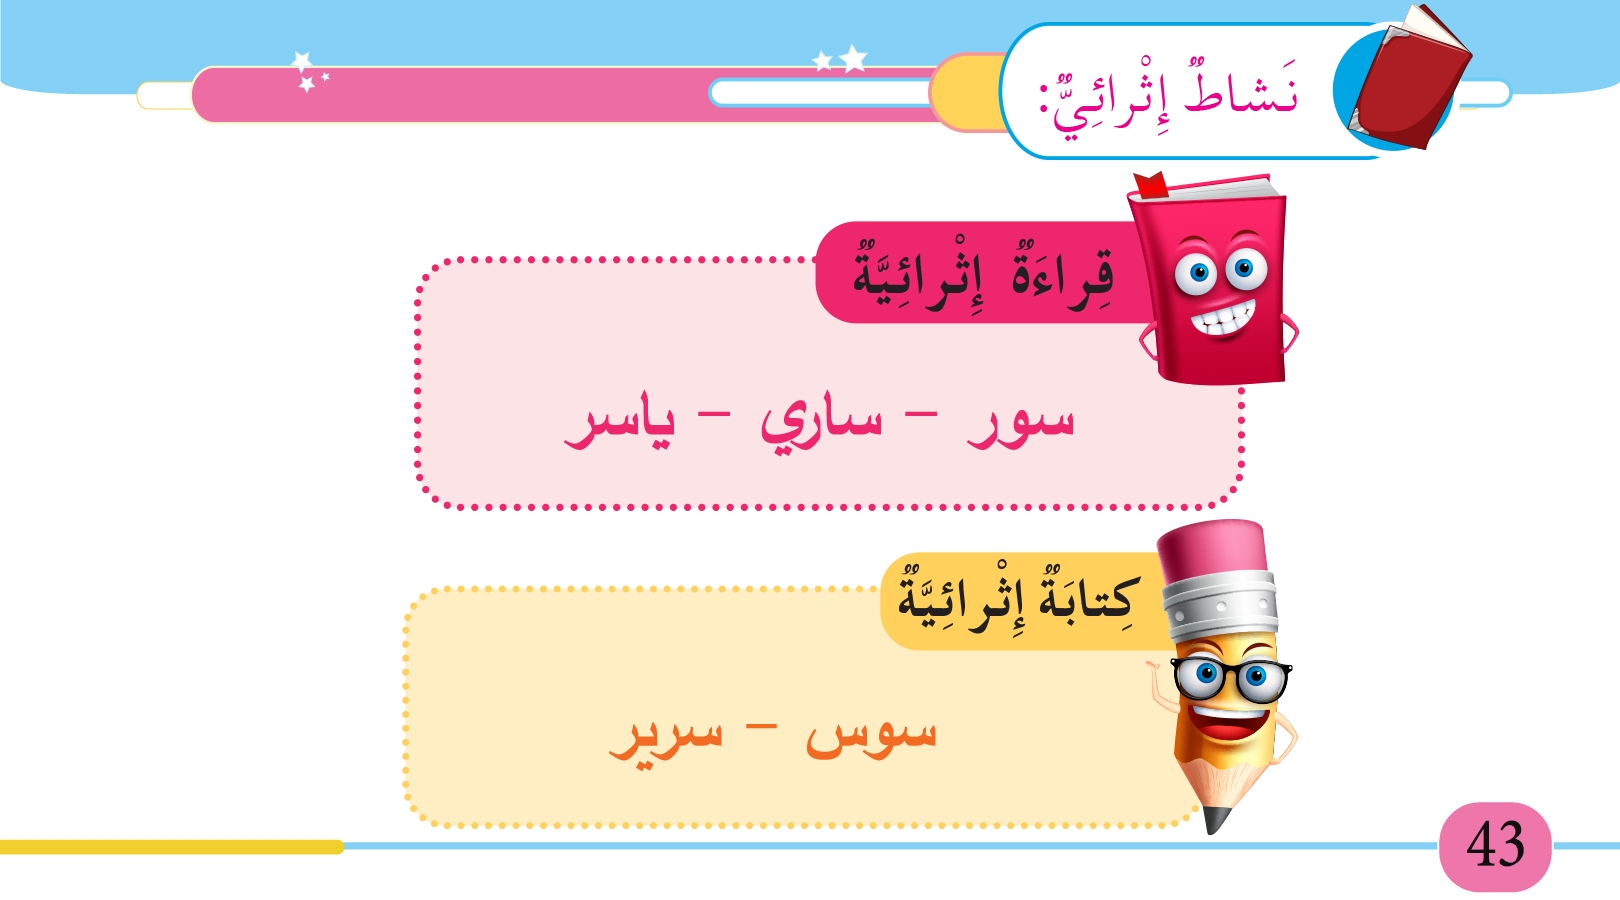 نَشاطٌ إِثْرائِيٌّ:
قِراءَةٌ إِثْرائِيَّةٌ
سور – ساري – ياسر
كِتابَةٌ إِثْرائِيَّةٌ
سوس – سرير
43